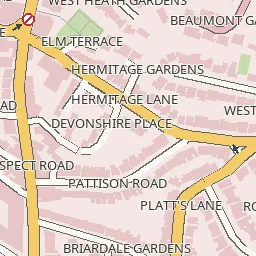 WEST HEATH GARDENS
BEAUMONT GA
E
ELM TERRACE
HERMITAGE GARDENS
HERMITAGE LANE
AD
WEST
DEVONSHIRE PLACE
SPECT ROAD
PATTISON ROAD
PLATT'S LANE
RO
BRIARDALE GARDENS